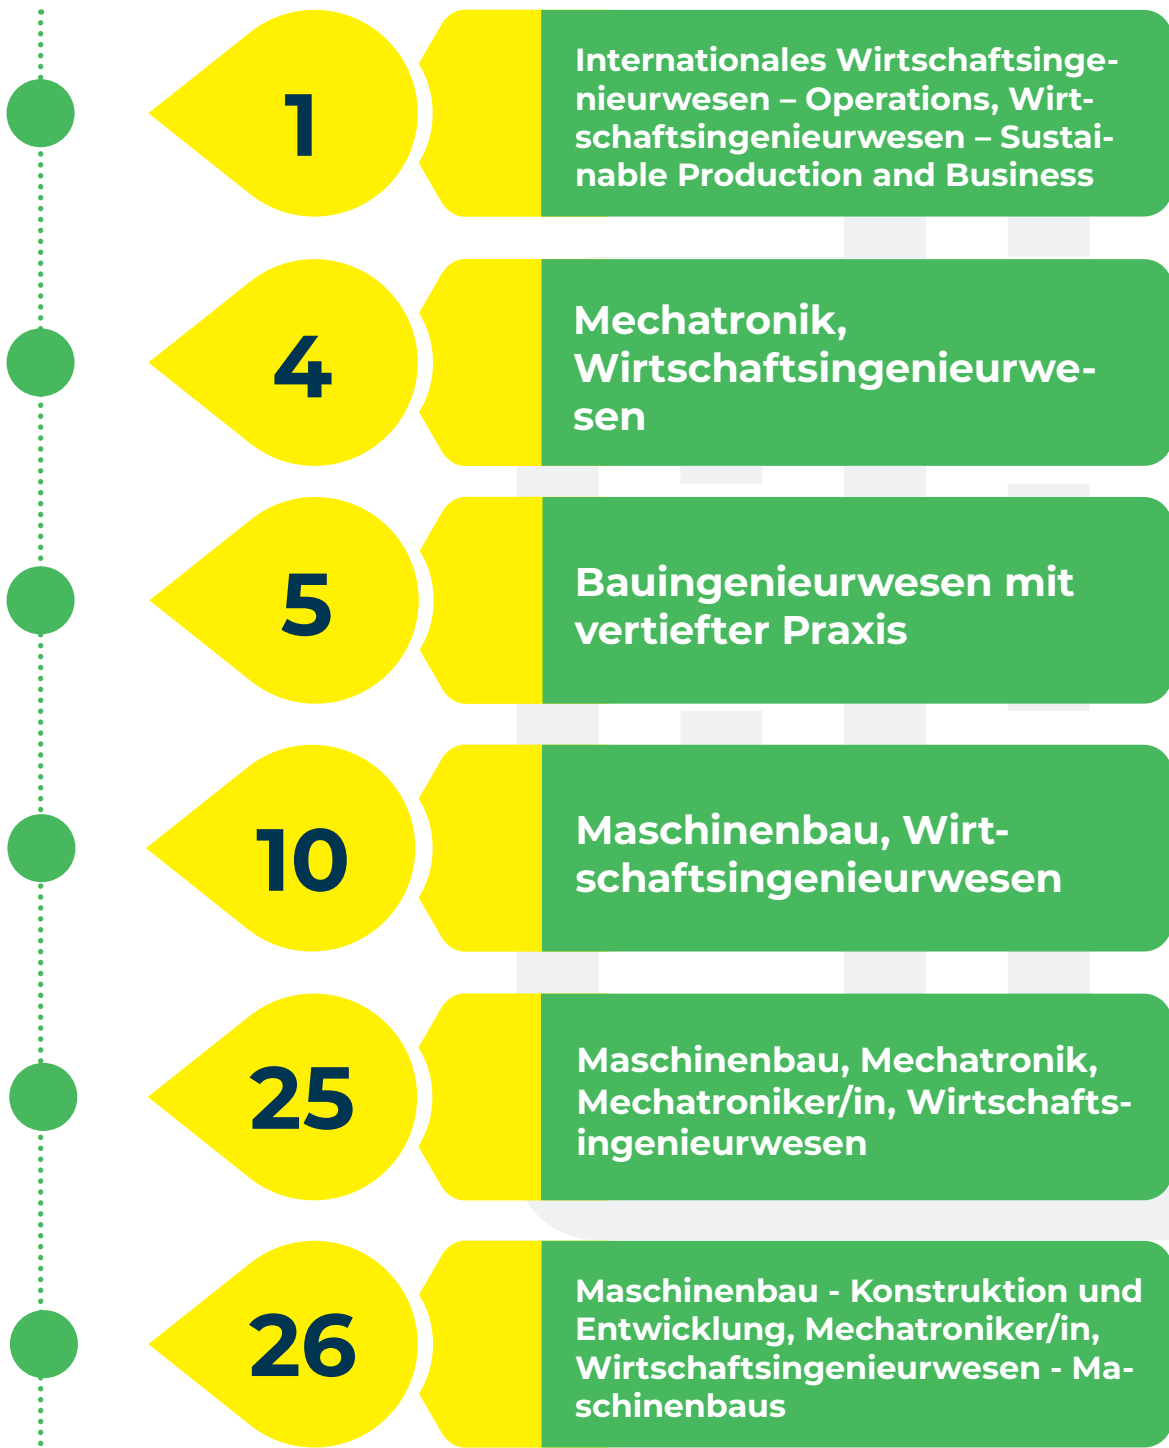 1
Internationales Wirtschaftsinge-
nieurwesen – Operations, Wirt-
schaftsingenieurwesen – Sustai-
nable Production and Business
4
Mechatronik,
Wirtschaftsingenieurwe-
sen
5
Bauingenieurwesen mit
vertiefter Praxis
10
Maschinenbau, Wirt-
schaftsingenieurwesen
25
Maschinenbau, Mechatronik,
Mechatroniker/in, Wirtschafts-
ingenieurwesen
26
Maschinenbau - Konstruktion und
Entwicklung, Mechatroniker/in,
Wirtschaftsingenieurwesen - Ma-
schinenbaus